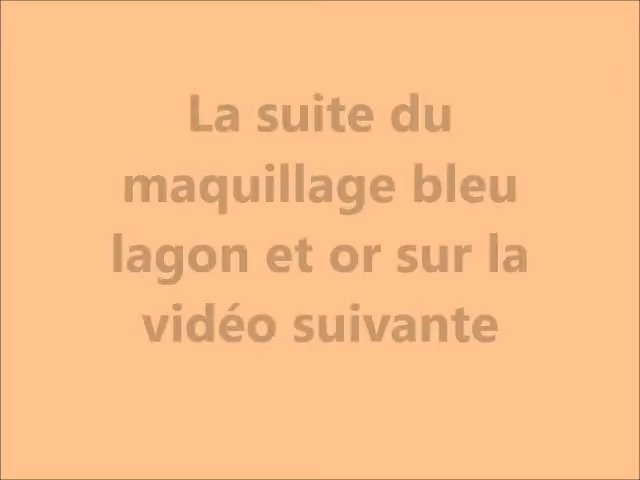 La suite du
maquillage bleu
lagon et or sur la
vidéo suivante